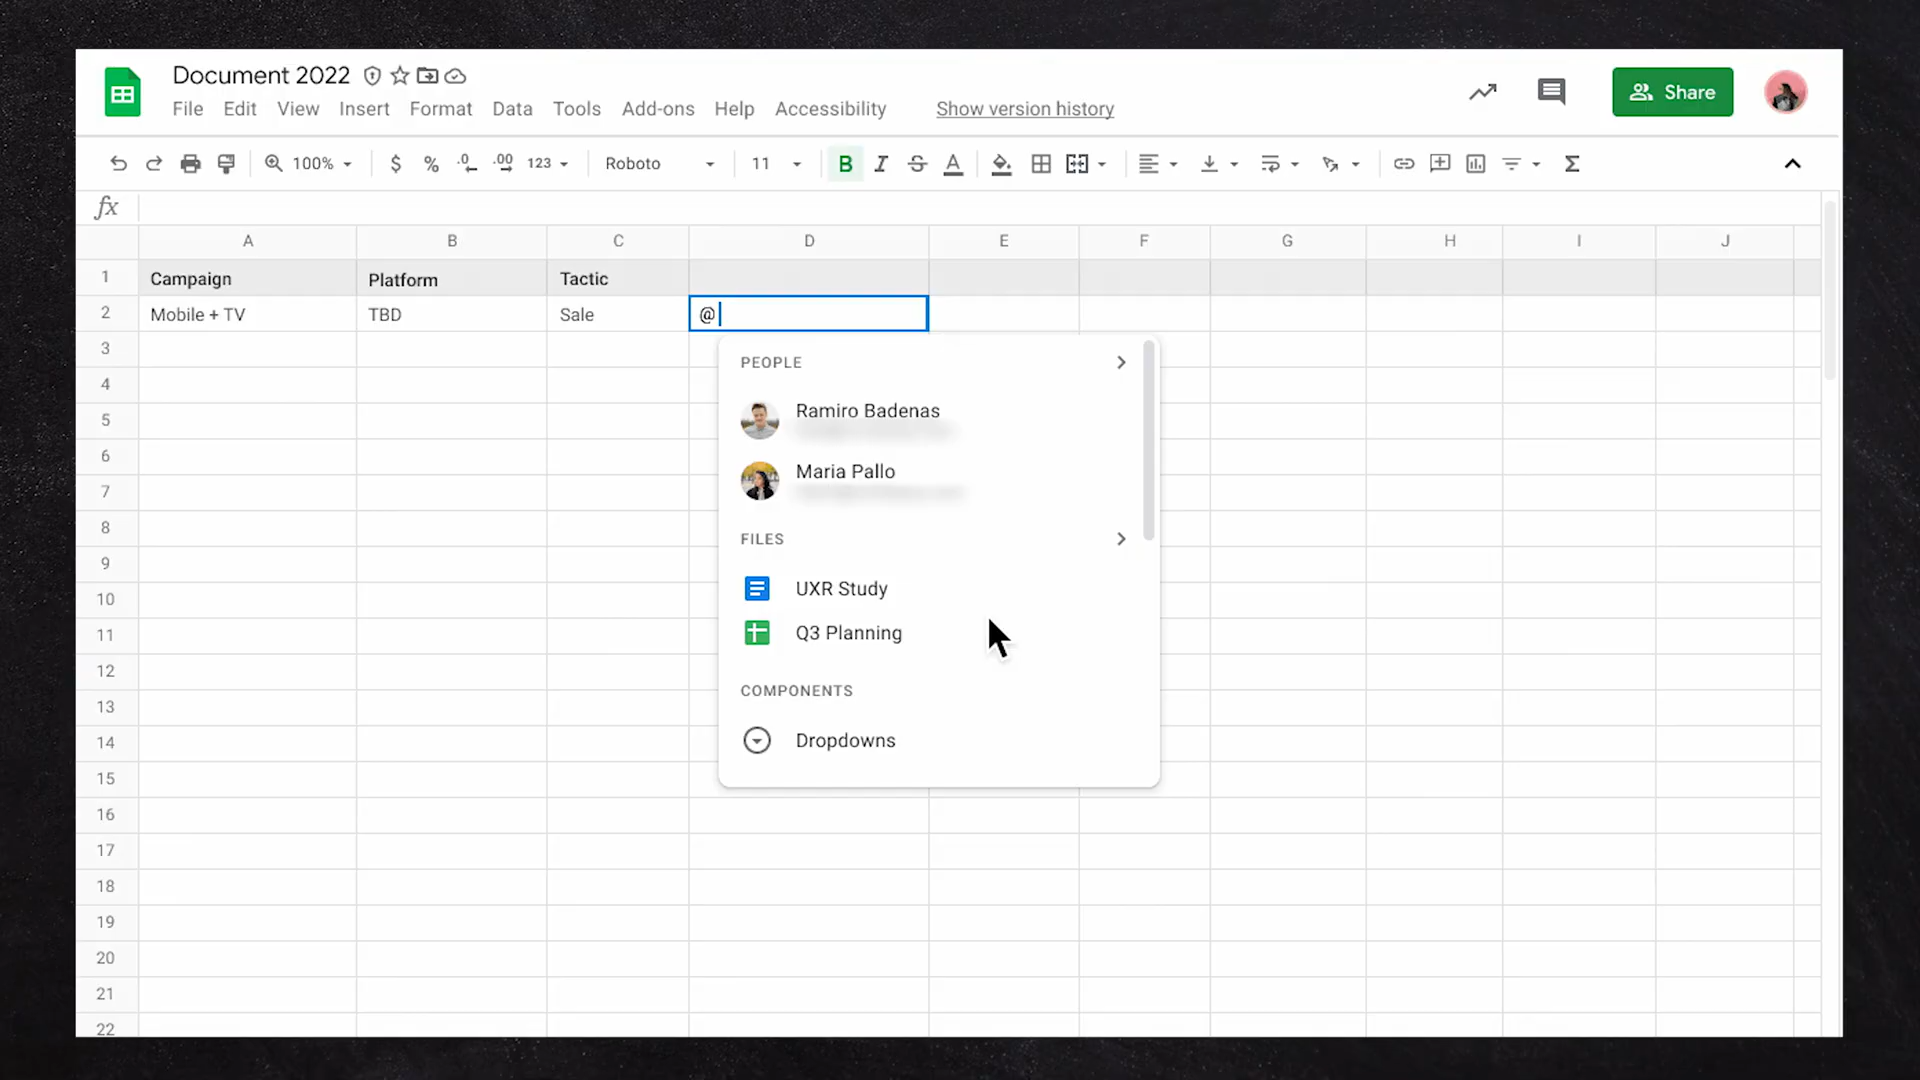 Document 2022
File Edit View Insert Format Data Tools Add-ons Help Accessibility Show version history
Share
100% $ % .0 .00 123 Roboto 11 B I S A Σ
fx
A B C D E F G H I J
1 Campaign Platform Tactic
2 Mobile + TV TBD Sale @
3
PEOPLE
4
Ramiro Badenas
5
6
Maria Pallo
7
8
FILES
9
UXR Study
10
11 Q3 Planning
12
COMPONENTS
13
14 Dropdowns
15
16
17
18
19
20
21
22